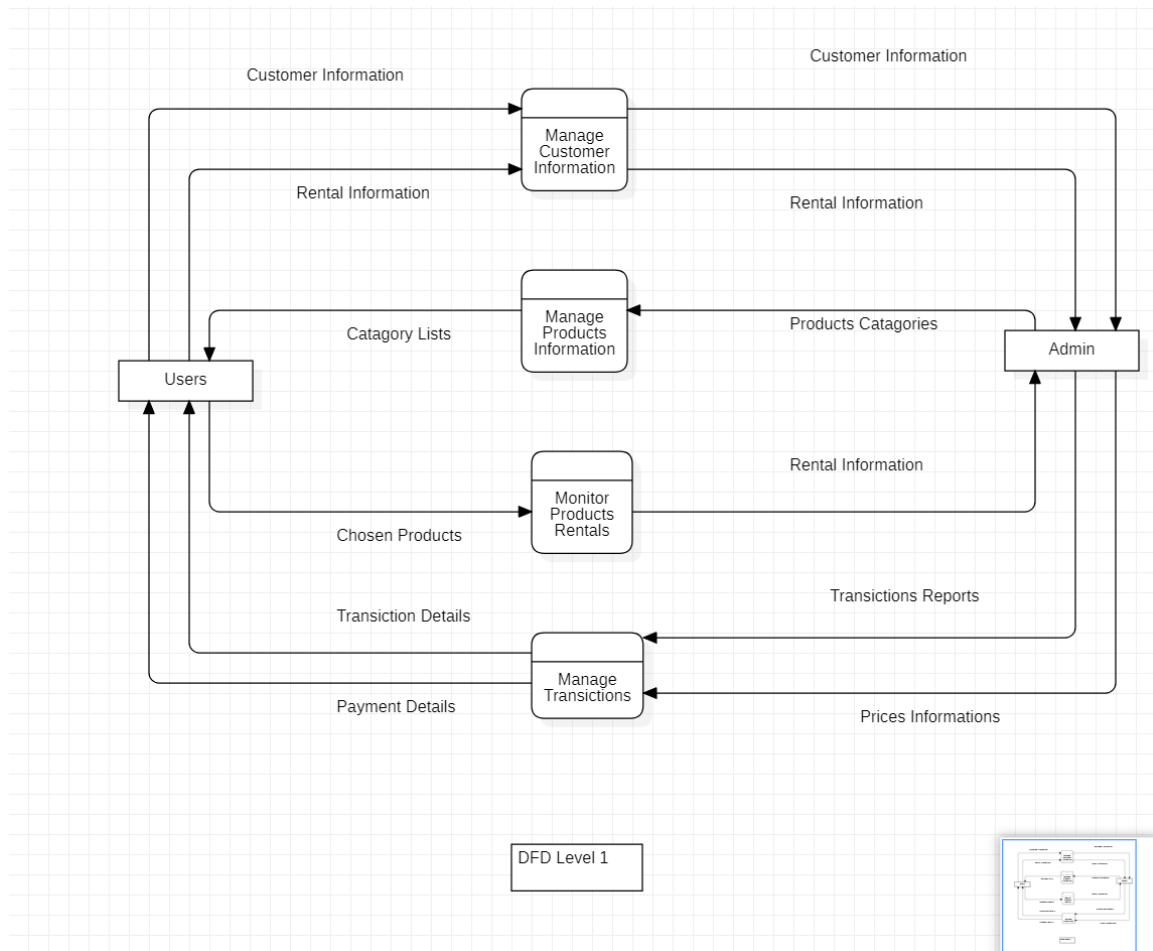 Customer Information
Customer Information
Manage
Customer
Information
Rental Information
Rental Information
Manage
Products
Information
Products Catagories
Catagory Lists
Admin
Users
Rental Information
Monitor
Products
Rentals
Chosen Products
Transictions Reports
Transiction Details
Manage
Transictions
Payment Details
Prices Informations
DFD Level 1